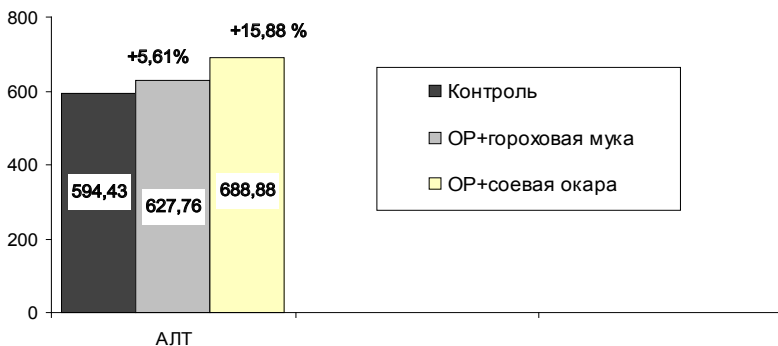 800
600
400
200
0
+5,61%
+15,88 %
594,43
627,76
688,88
АЛТ
Контроль
ОР+гороховая мука
ОР+соевая окара